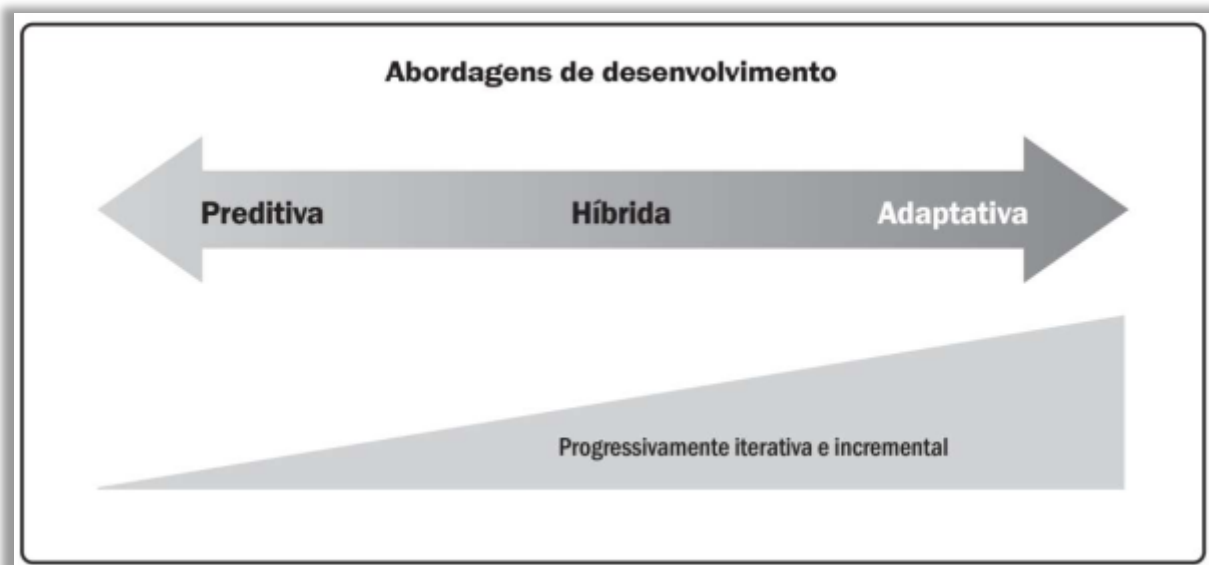 Abordagens de desenvolvimento
Preditiva Híbrida Adaptativa
Progressivamente iterativa e incremental